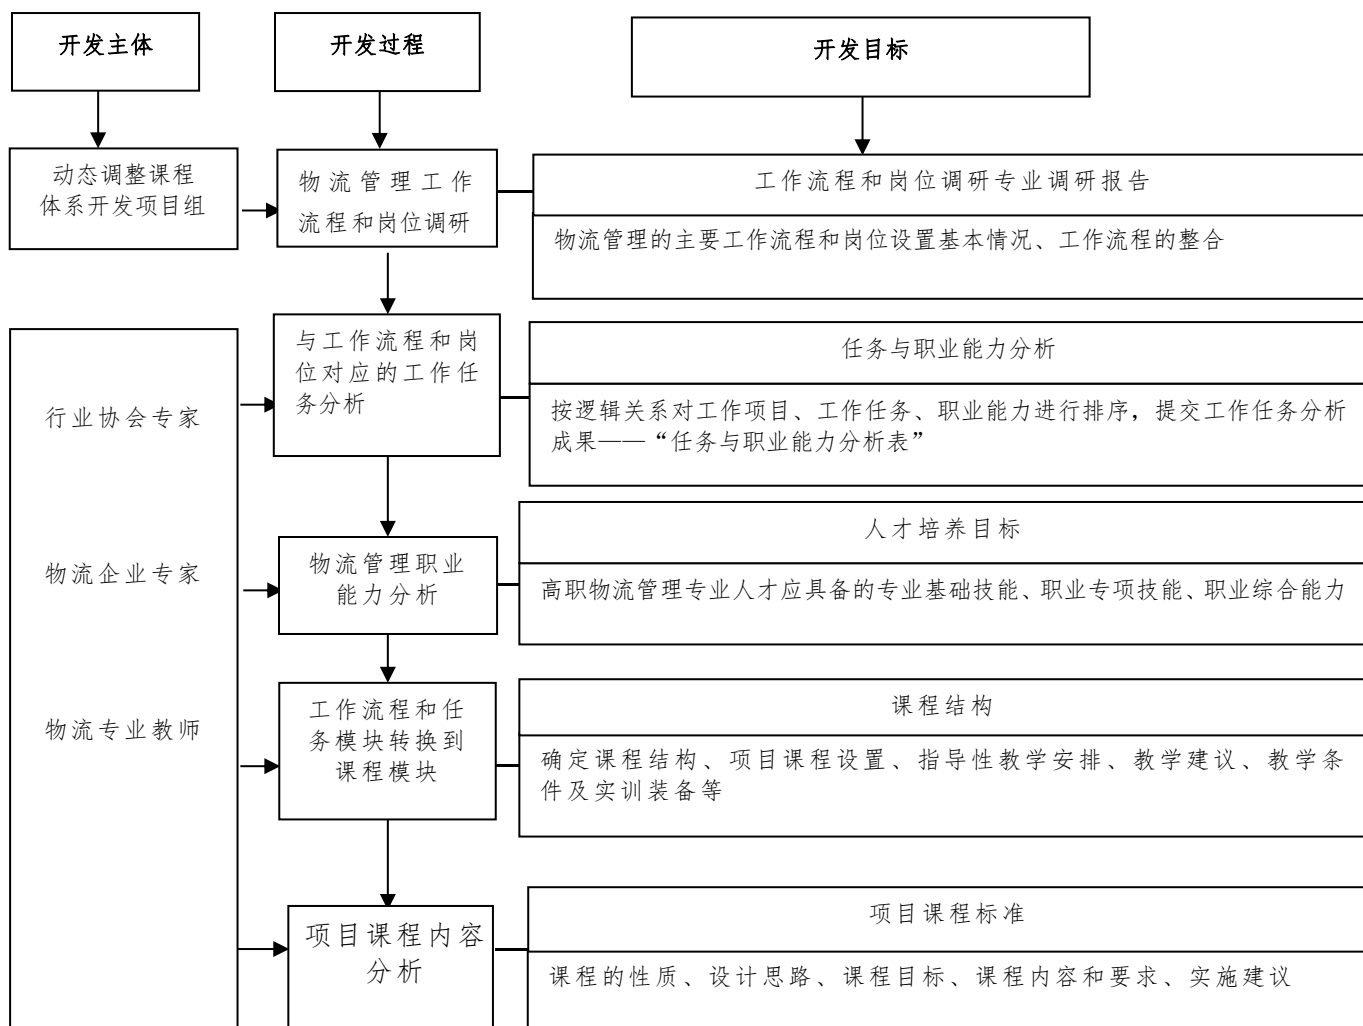 开发主体
开发过程
开发目标
动态调整课程
体系开发项目组
物流管理工作
流程和岗位调研
工作流程和岗位调研专业调研报告
物流管理的主要工作流程和岗位设置基本情况、工作流程的整合
行业协会专家
物流企业专家
物流专业教师
与工作流程和岗
位对应的工作任
务分析
任务与职业能力分析
按逻辑关系对工作项目、工作任务、职业能力进行排序，提交工作任务分析
成果——“任务与职业能力分析表”
物流管理职业
能力分析
人才培养目标
高职物流管理专业人才应具备的专业基础技能、职业专项技能、职业综合能力
工作流程和任
务模块转换到
课程模块
课程结构
确定课程结构、项目课程设置、指导性教学安排、教学建议、教学条
件及实训装备等
项目课程内容
分析
项目课程标准
课程的性质、设计思路、课程目标、课程内容和要求、实施建议